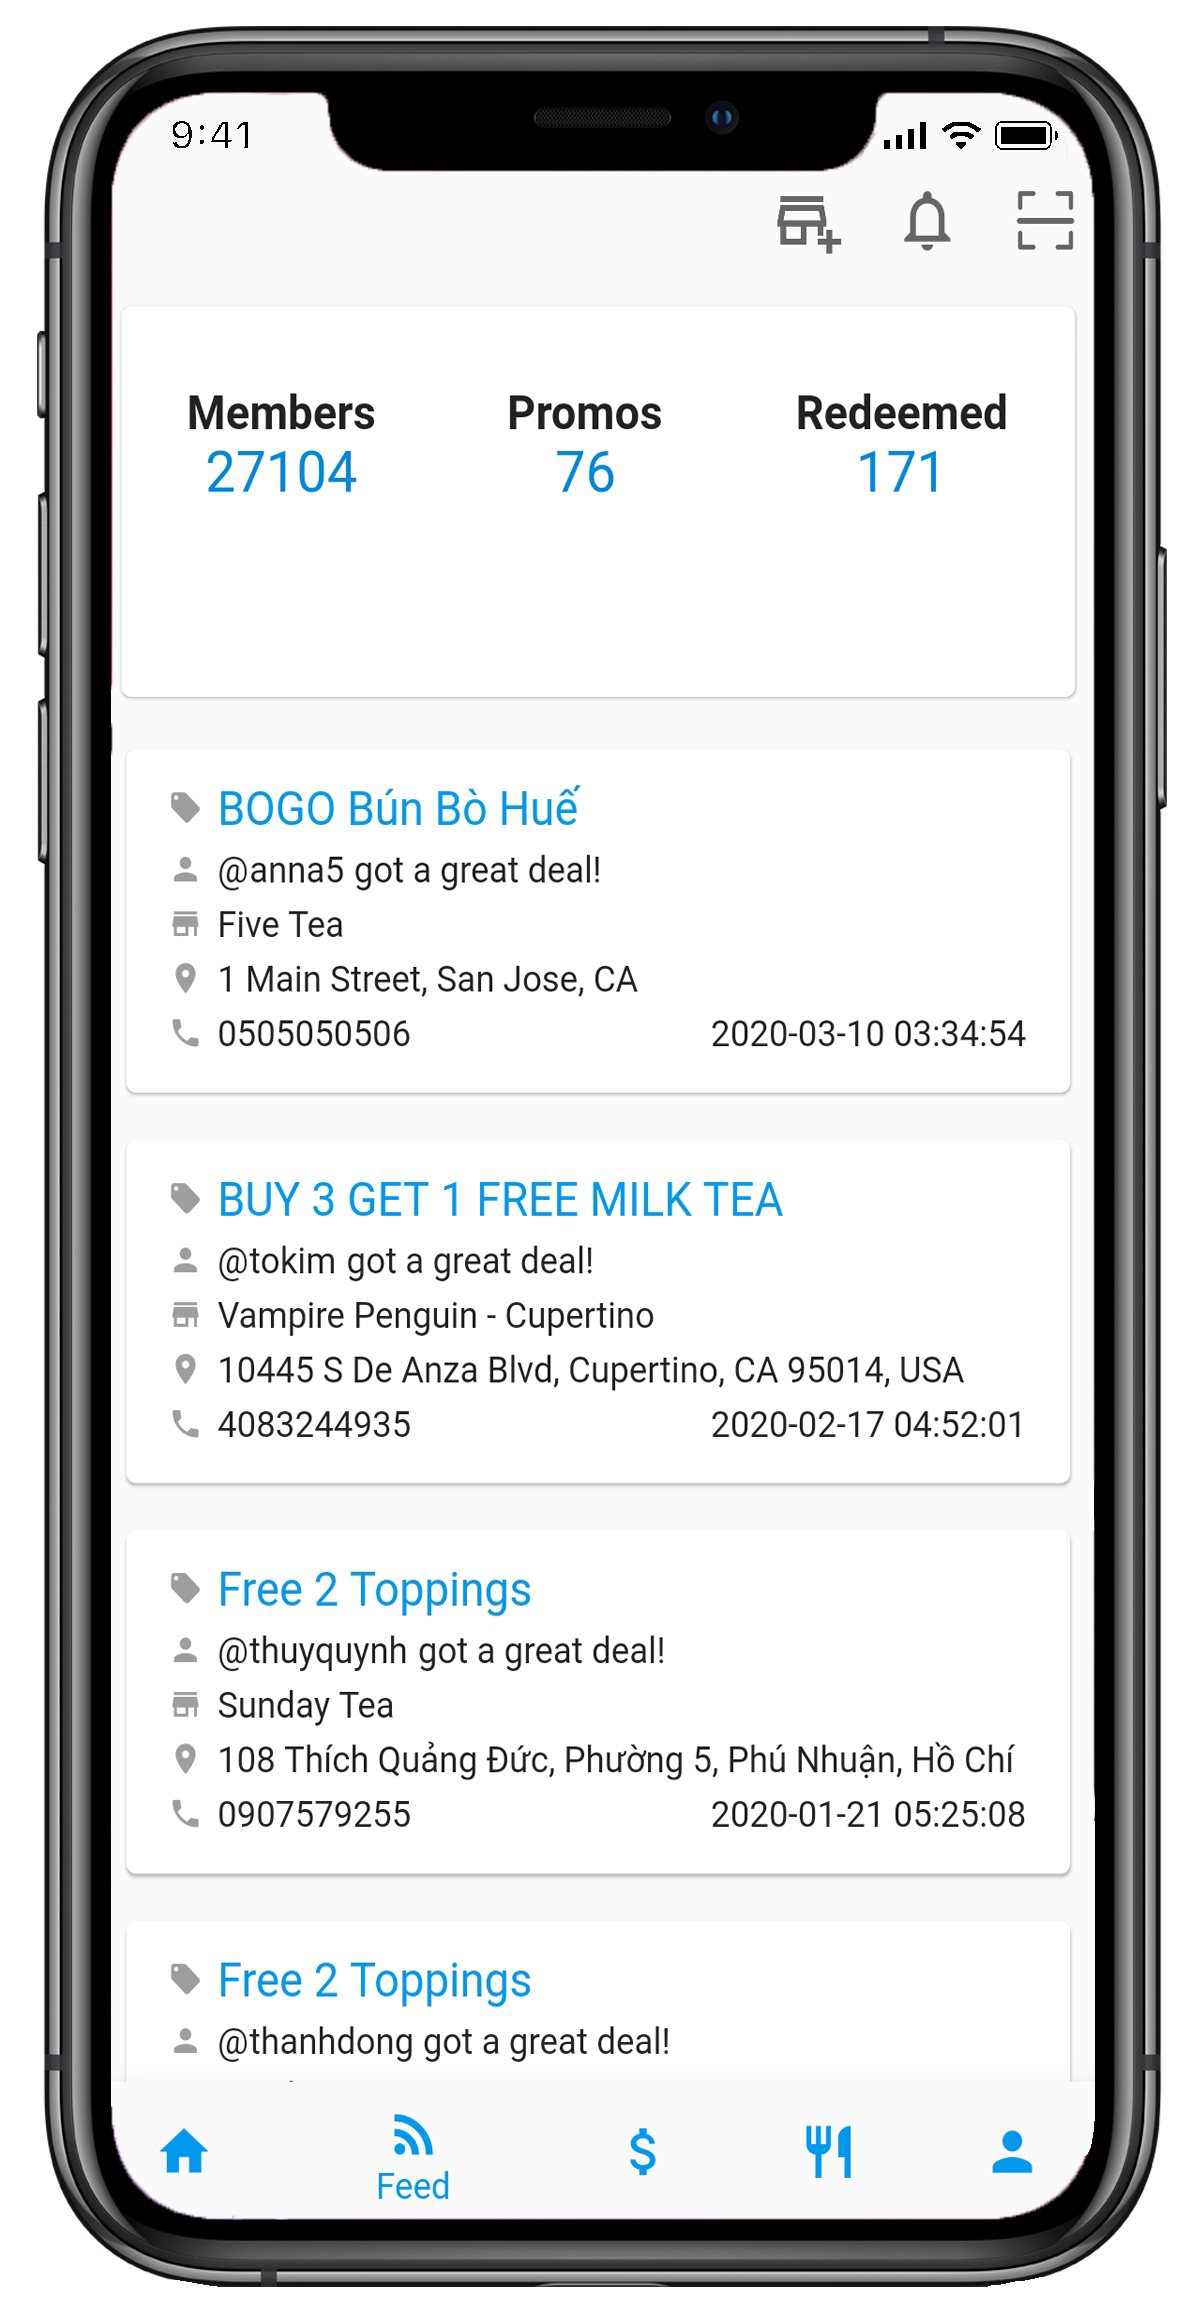 9:41
Members Promos Redeemed
27104 76 171
BOGO Bún Bò Huế
@anna5 got a great deal!
Five Tea
1 Main Street, San Jose, CA
0505050506 2020-03-10 03:34:54
BUY 3 GET 1 FREE MILK TEA
@tokim got a great deal!
Vampire Penguin - Cupertino
10445 S De Anza Blvd, Cupertino, CA 95014, USA
4083244935 2020-02-17 04:52:01
Free 2 Toppings
@thuyquynh got a great deal!
Sunday Tea
108 Thích Quảng Đức, Phường 5, Phú Nhuận, Hồ Chí
0907579255 2020-01-21 05:25:08
Free 2 Toppings
@thanhdong got a great deal!
Feed